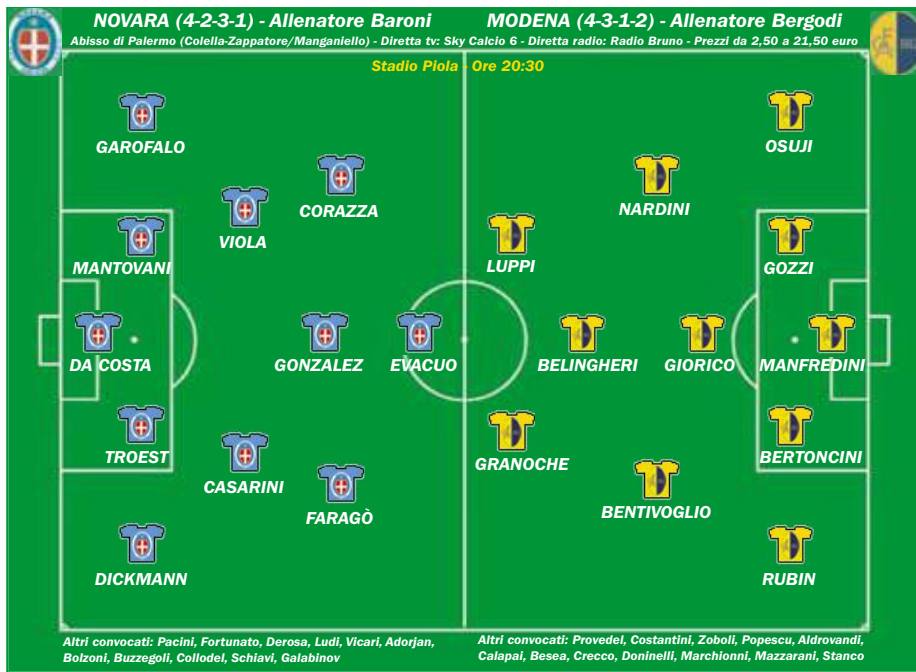 NOVARA (4-2-3-1) - Allenatore Baroni
MODENA (4-3-1-2) - Allenatore Bergodi
Abisso di Palermo (Colella-Zappatore/Manganiello) - Diretta tv: Sky Calcio 6 - Diretta radio: Radio Bruno - Prezzi da 2,50 a 21,50 euro
Stadio Piola - Ore 20:30
GAROFALO
OSUJI
CORAZZA
NARDINI
VIOLA
MANTOVANI
LUPPI
GOZZI
DA COSTA
GONZALEZ
EVACUO
BELINGHERI
GIORICO
MANFREDINI
TROEST
GRANOCHE
BERTONCINI
CASARINI
FARAGÒ
BENTIVOGLIO
DICKMANN
RUBIN
Altri convocati: Pacini, Fortunato, Derosa, Ludi, Vicari, Adorjan,
Bolzoni, Buzzegoli, Collodel, Schiavi, Galabinov
Altri convocati: Provedel, Costantini, Zoboli, Popescu, Aldrovandi,
Calapai, Besea, Crecco, Doninelli, Marchionni, Mazzarani, Stanco